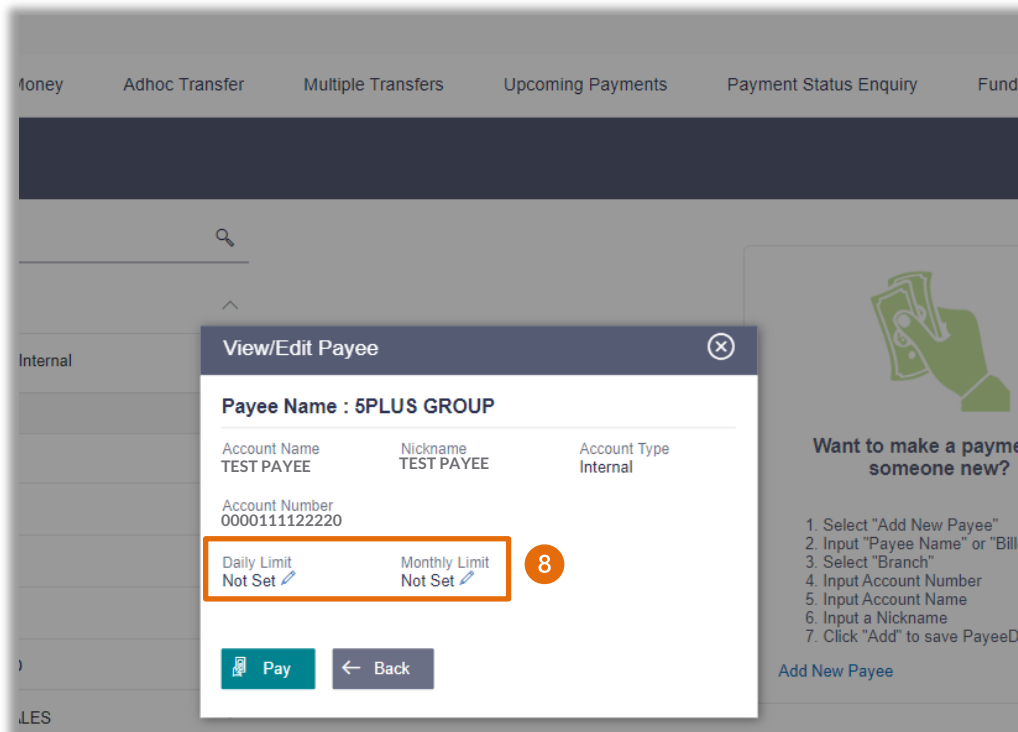 Money Adhoc Transfer Multiple Transfers Upcoming Payments Payment Status Enquiry Fund
Internal
View/Edit Payee
Payee Name : 5PLUS GROUP
Account Name Nickname Account Type
TEST PAYEE TEST PAYEE Internal
Account Number
0000111122220
Daily Limit Monthly Limit
Not Set Not Set
8
Pay Back
Want to make a payme
someone new?
1. Select "Add New Payee"
2. Input "Payee Name" or "Bill
3. Select "Branch"
4. Input Account Number
5. Input Account Name
6. Input a Nickname
7. Click "Add" to save PayeeD
Add New Payee
ALES